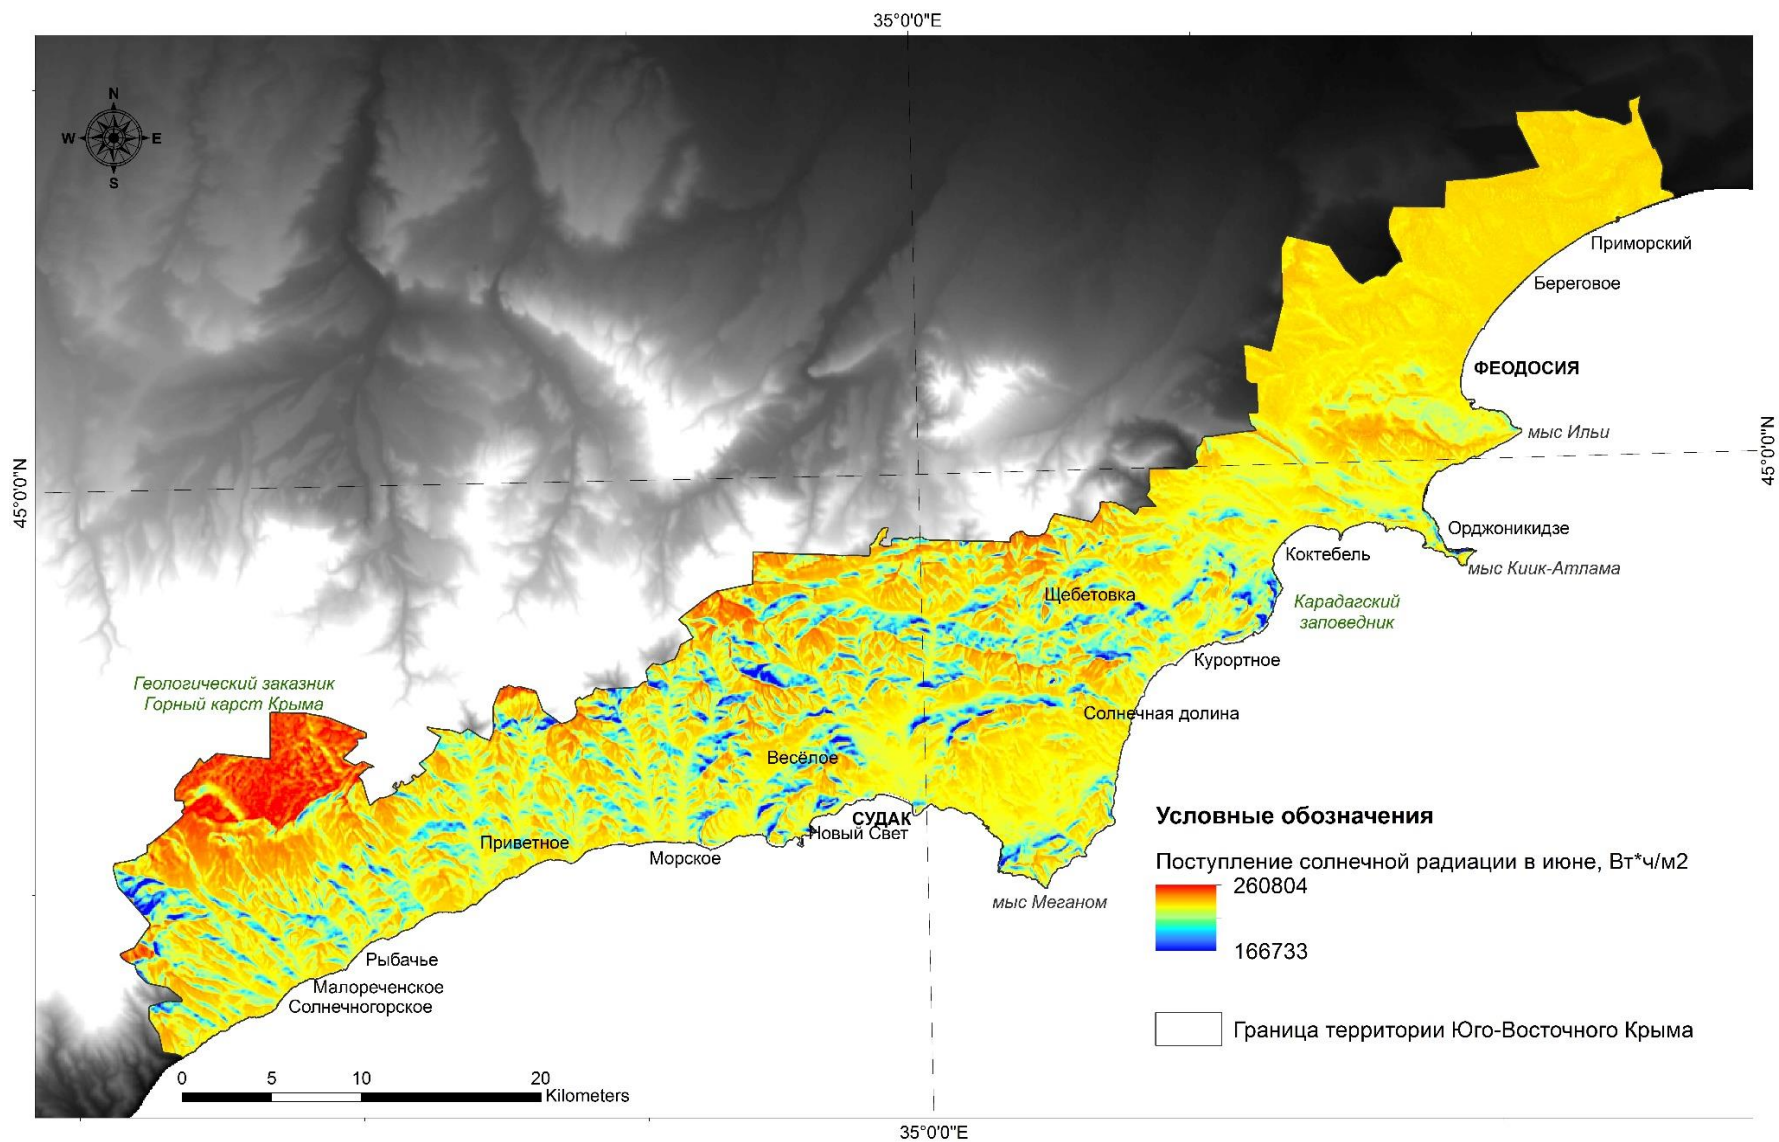 35°0'0"E
N
W
E
S
Приморский
Береговое
ФЕОДОСИЯ
мыс Ильи
45°0'0"N
45°0'0"N
Орджоникидзе
Коктебель
мыс Киик-Атлама
Щебетовка
Карадагский
заповедник
Курортное
Геологический заказник
Горный карст Крыма
Солнечная долина
Весёлое
СУДАК
Новый Свет
Приветное
Морское
мыс Меганом
Рыбачье
Малореченское
Солнечногорское
Условные обозначения
Поступление солнечной радиации в июне, Вт*ч/м2
260804
166733
Граница территории Юго-Восточного Крыма
0 5 10 20
Kilometers
35°0'0"E